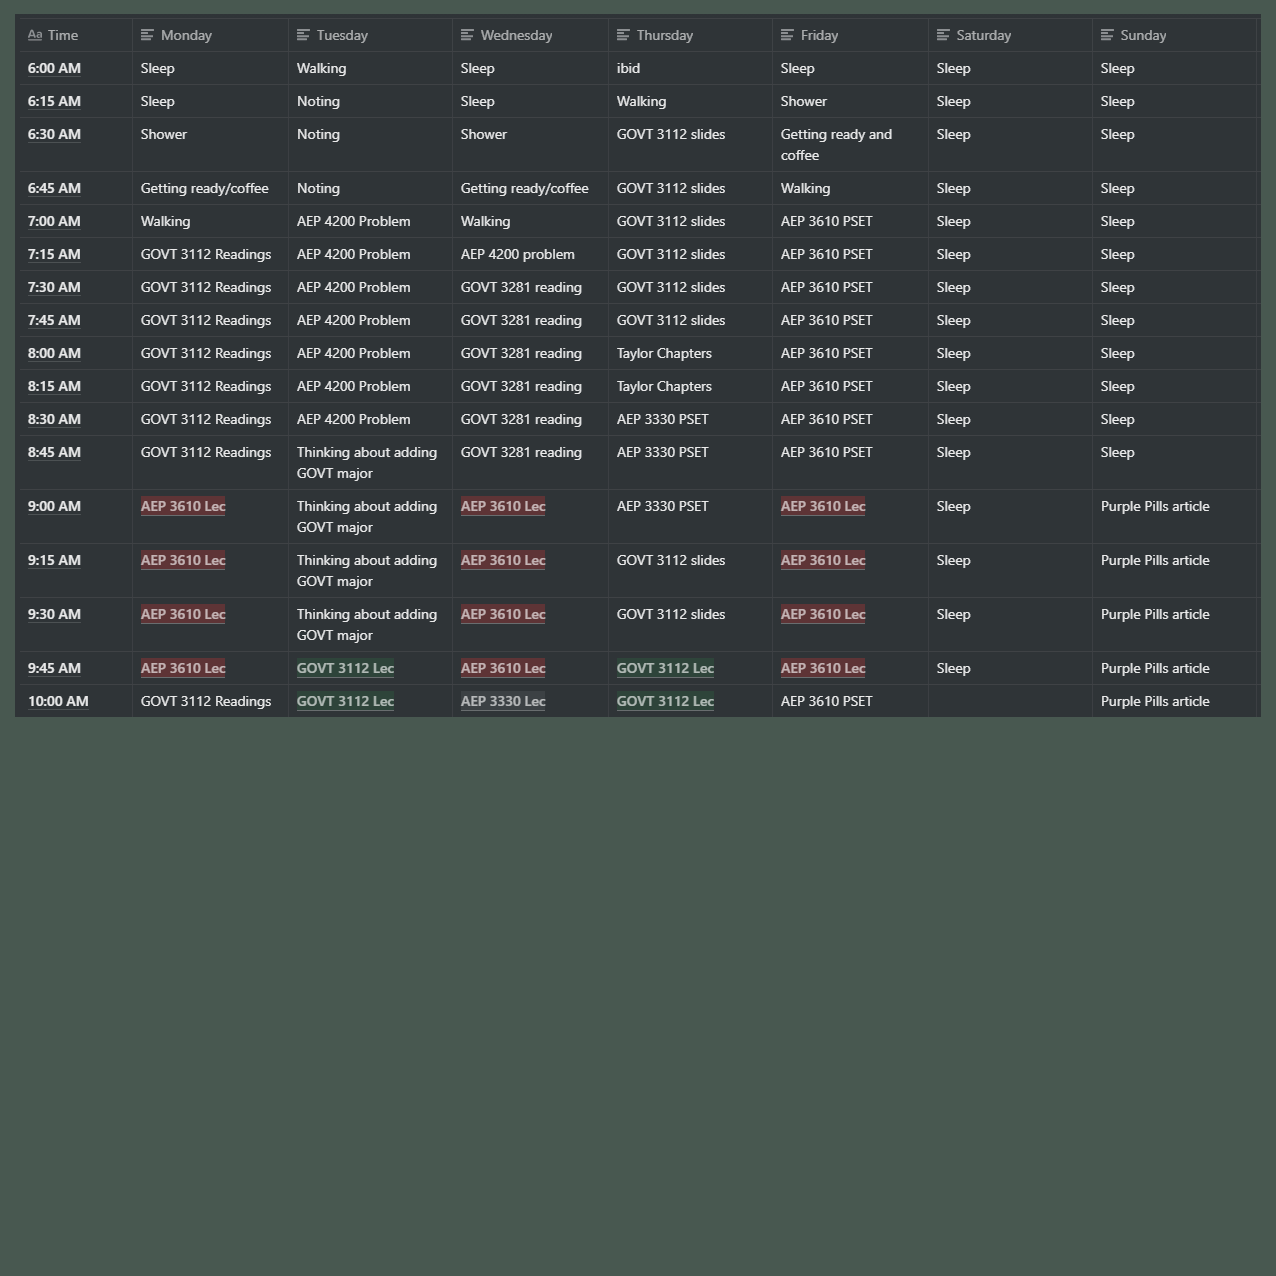 Aa Time Monday Tuesday Wednesday Thursday Friday Saturday Sunday
6:00 AM Sleep Walking Sleep ibid Sleep Sleep Sleep
6:15 AM Sleep Noting Sleep Walking Shower Sleep Sleep
6:30 AM Shower Noting Shower GOVT 3112 slides Getting ready and Sleep Sleep
coffee
6:45 AM Getting ready/coffee Noting Getting ready/coffee GOVT 3112 slides Walking Sleep Sleep
7:00 AM Walking AEP 4200 Problem Walking GOVT 3112 slides AEP 3610 PSET Sleep Sleep
7:15 AM GOVT 3112 Readings AEP 4200 Problem AEP 4200 problem GOVT 3112 slides AEP 3610 PSET Sleep Sleep
7:30 AM GOVT 3112 Readings AEP 4200 Problem GOVT 3281 reading GOVT 3112 slides AEP 3610 PSET Sleep Sleep
7:45 AM GOVT 3112 Readings AEP 4200 Problem GOVT 3281 reading GOVT 3112 slides AEP 3610 PSET Sleep Sleep
8:00 AM GOVT 3112 Readings AEP 4200 Problem GOVT 3281 reading Taylor Chapters AEP 3610 PSET Sleep Sleep
8:15 AM GOVT 3112 Readings AEP 4200 Problem GOVT 3281 reading Taylor Chapters AEP 3610 PSET Sleep Sleep
8:30 AM GOVT 3112 Readings AEP 4200 Problem GOVT 3281 reading AEP 3330 PSET AEP 3610 PSET Sleep Sleep
8:45 AM GOVT 3112 Readings Thinking about adding GOVT 3281 reading AEP 3330 PSET AEP 3610 PSET Sleep Sleep
GOVT major
9:00 AM AEP 3610 Lec Thinking about adding AEP 3610 Lec AEP 3330 PSET AEP 3610 Lec Sleep Purple Pills article
GOVT major
9:15 AM AEP 3610 Lec Thinking about adding AEP 3610 Lec GOVT 3112 slides AEP 3610 Lec Sleep Purple Pills article
GOVT major
9:30 AM AEP 3610 Lec Thinking about adding AEP 3610 Lec GOVT 3112 slides AEP 3610 Lec Sleep Purple Pills article
GOVT major
9:45 AM AEP 3610 Lec GOVT 3112 Lec AEP 3610 Lec GOVT 3112 Lec AEP 3610 Lec Sleep Purple Pills article
10:00 AM GOVT 3112 Readings GOVT 3112 Lec AEP 3330 Lec GOVT 3112 Lec AEP 3610 PSET Purple Pills article